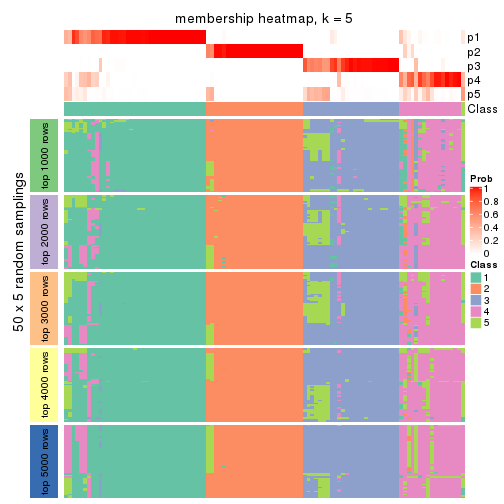 membership heatmap, k = 5
p1
p2
p3
p4
p5
Class
50 x 5 random samplings
top 1000 rows
top 2000 rows
top 3000 rows
top 4000 rows
top 5000 rows
Prob
1
0.8
0.6
0.4
0.2
0
Class
1
2
3
4
5